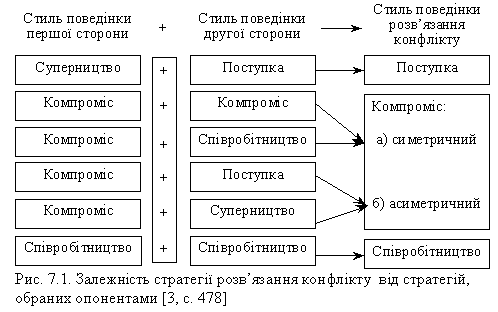 Стиль поведінки першої сторони + Стиль поведінки другої сторони Стиль поведінки розв’язання конфлікту
Суперництво + Поступка Поступка
Компроміс + Компроміс Компроміс:
Компроміс + Співробітництво а) симетричний
Компроміс + Поступка
Компроміс + Суперництво б) асиметричний
Співробітництво + Співробітництво Співробітництво
Рис. 7.1. Залежність стратегії розв’язання конфлікту від стратегій,
обраних опонентами [3, с. 478]